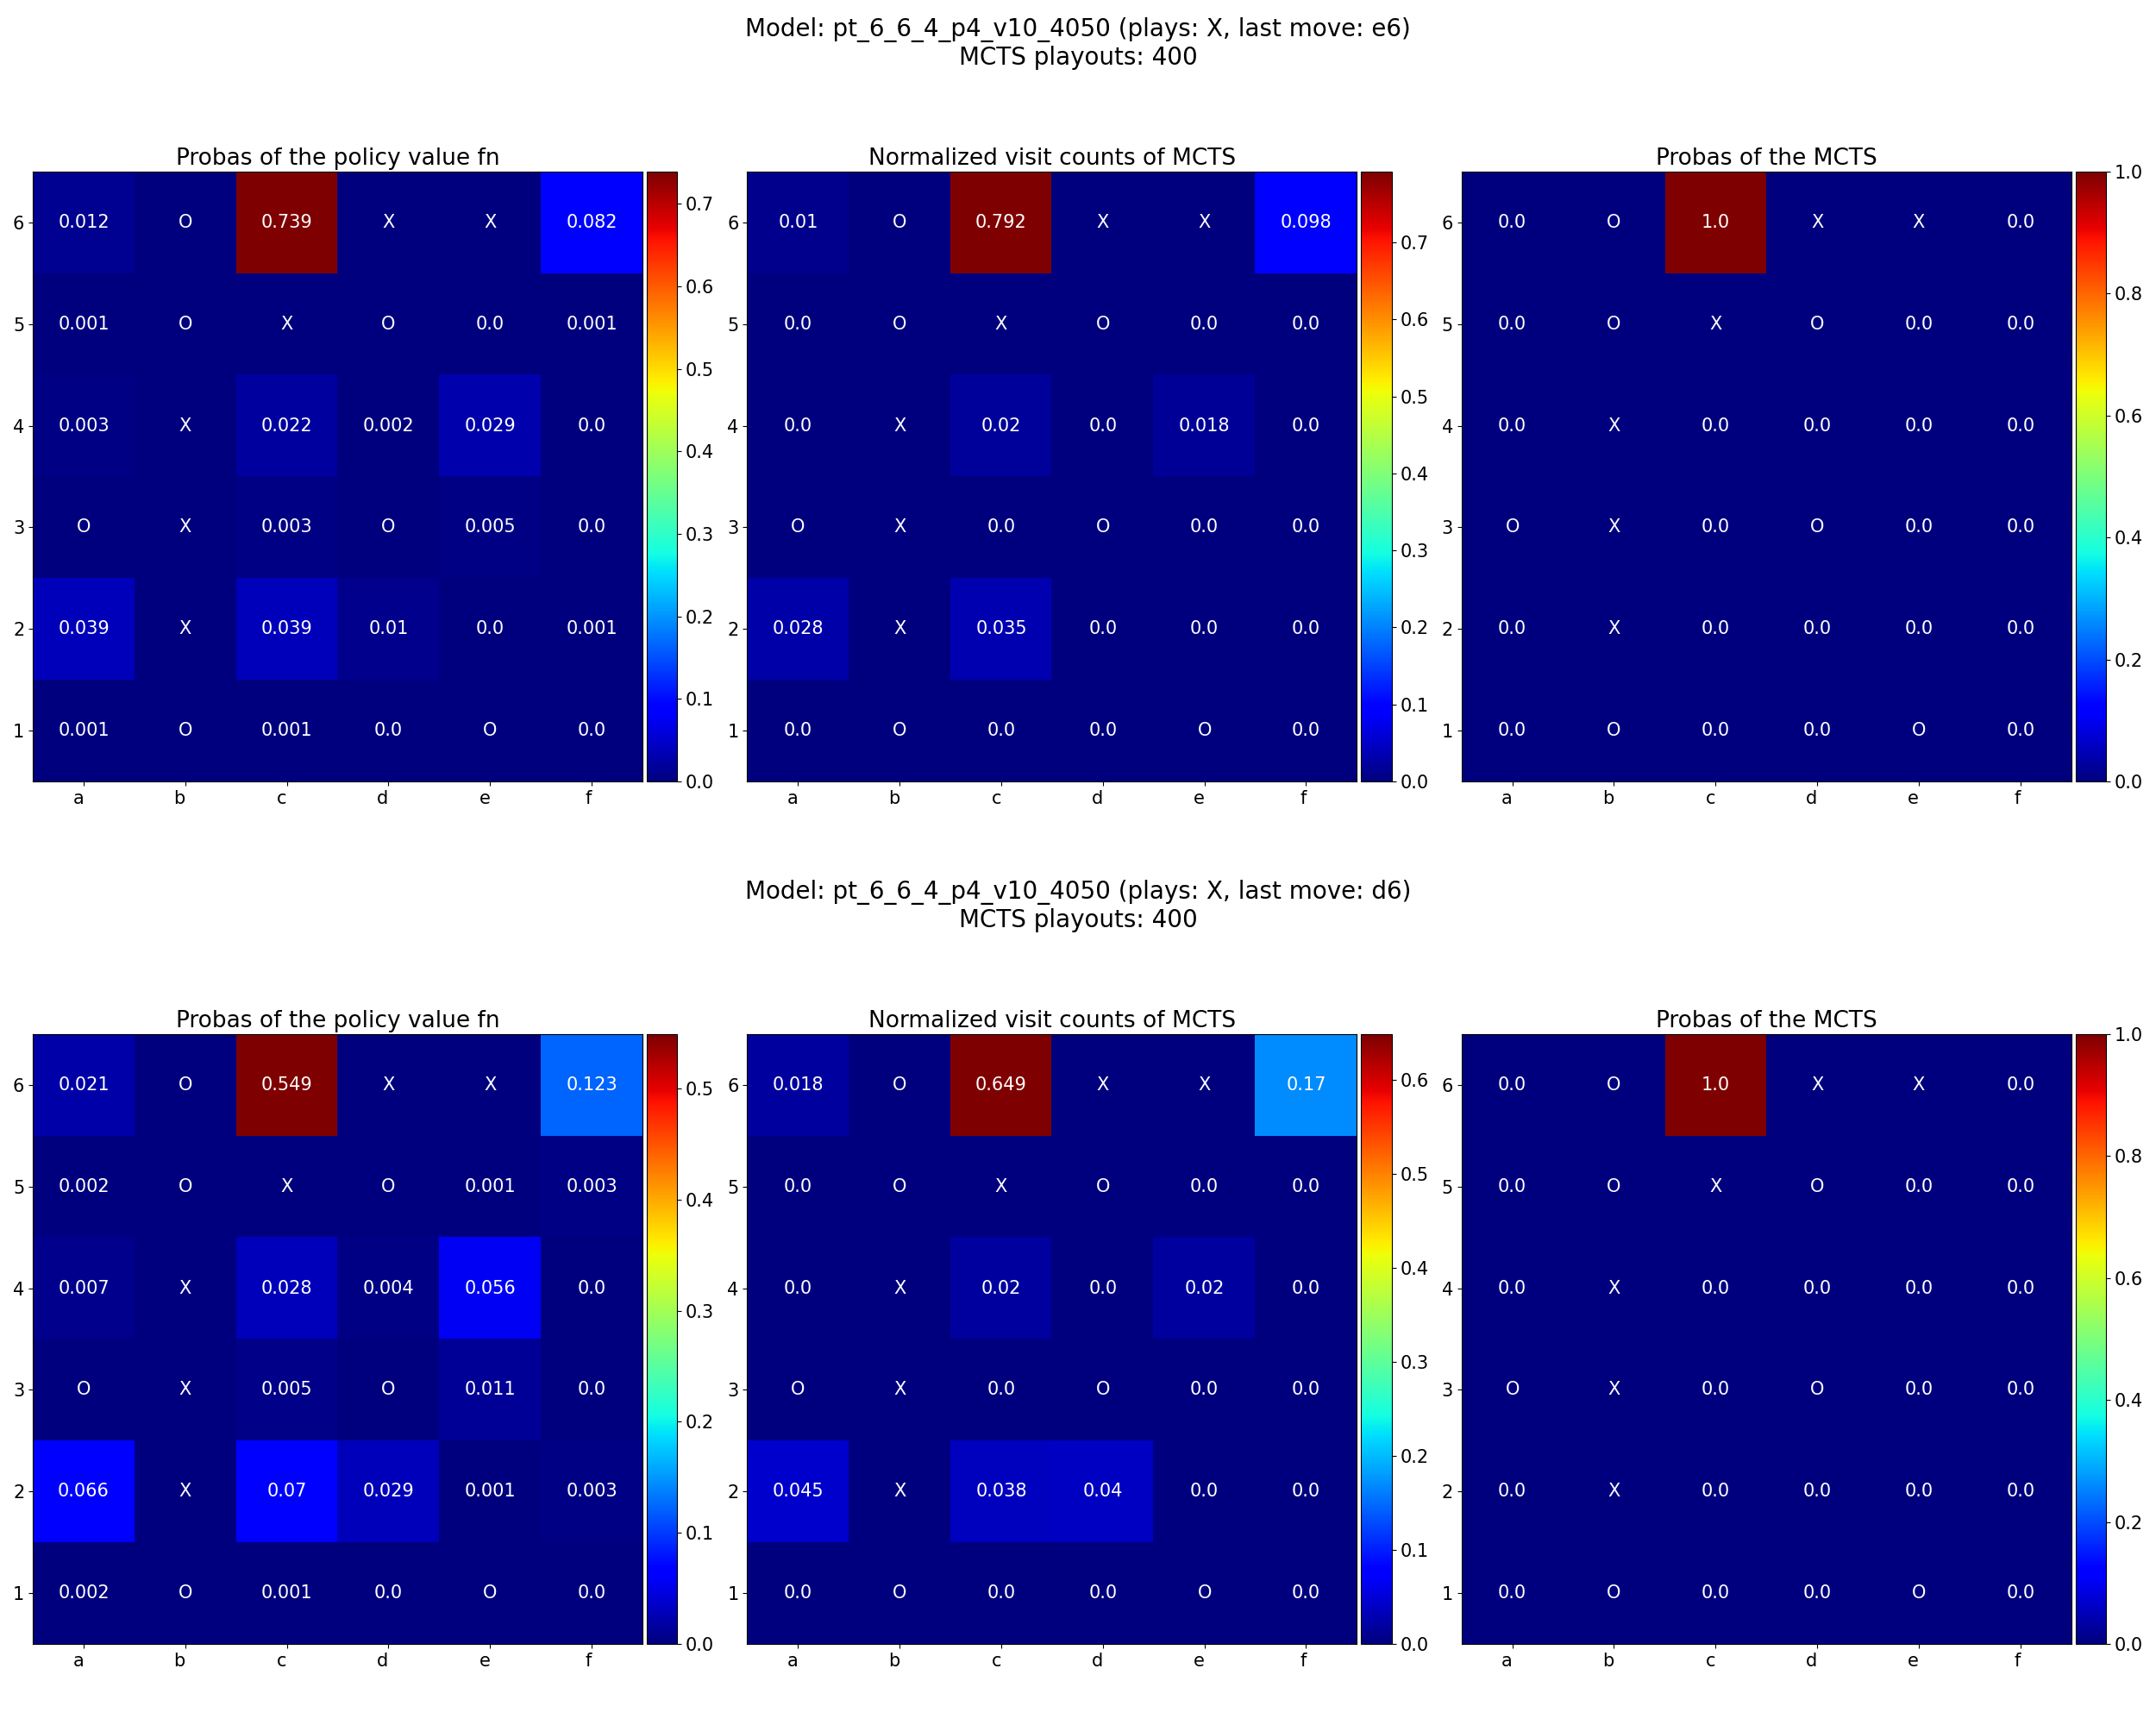 Model: pt_6_6_4_p4_v10_4050 (plays: X, last move: e6)
MCTS playouts: 400
Probas of the policy value fn
Normalized visit counts of MCTS
Probas of the MCTS
6 0.012 O 0.739 X X 0.082
5 0.001 O X O 0.0 0.001
4 0.003 X 0.022 0.002 0.029 0.0
3 O X 0.003 O 0.005 0.0
2 0.039 X 0.039 0.01 0.0 0.001
1 0.001 O 0.001 0.0 O 0.0
a b c d e f
0.7
0.6
0.5
0.4
0.3
0.2
0.1
0.0
6 0.01 O 0.792 X X 0.098
5 0.0 O X O 0.0 0.0
4 0.0 X 0.02 0.0 0.018 0.0
3 O X 0.0 O 0.0 0.0
2 0.028 X 0.035 0.0 0.0 0.0
1 0.0 O 0.0 0.0 O 0.0
a b c d e f
0.7
0.6
0.5
0.4
0.3
0.2
0.1
0.0
6 0.0 O 1.0 X X 0.0
5 0.0 O X O 0.0 0.0
4 0.0 X 0.0 0.0 0.0 0.0
3 O X 0.0 O 0.0 0.0
2 0.0 X 0.0 0.0 0.0 0.0
1 0.0 O 0.0 0.0 O 0.0
a b c d e f
1.0
0.8
0.6
0.4
0.2
0.0
Model: pt_6_6_4_p4_v10_4050 (plays: X, last move: d6)
MCTS playouts: 400
Probas of the policy value fn
Normalized visit counts of MCTS
Probas of the MCTS
6 0.021 O 0.549 X X 0.123
5 0.002 O X O 0.001 0.003
4 0.007 X 0.028 0.004 0.056 0.0
3 O X 0.005 O 0.011 0.0
2 0.066 X 0.07 0.029 0.001 0.003
1 0.002 O 0.001 0.0 O 0.0
a b c d e f
0.5
0.4
0.3
0.2
0.1
0.0
6 0.018 O 0.649 X X 0.17
5 0.0 O X O 0.0 0.0
4 0.0 X 0.02 0.0 0.02 0.0
3 O X 0.0 O 0.0 0.0
2 0.045 X 0.038 0.04 0.0 0.0
1 0.0 O 0.0 0.0 O 0.0
a b c d e f
0.6
0.5
0.4
0.3
0.2
0.1
0.0
6 0.0 O 1.0 X X 0.0
5 0.0 O X O 0.0 0.0
4 0.0 X 0.0 0.0 0.0 0.0
3 O X 0.0 O 0.0 0.0
2 0.0 X 0.0 0.0 0.0 0.0
1 0.0 O 0.0 0.0 O 0.0
a b c d e f
1.0
0.8
0.6
0.4
0.2
0.0